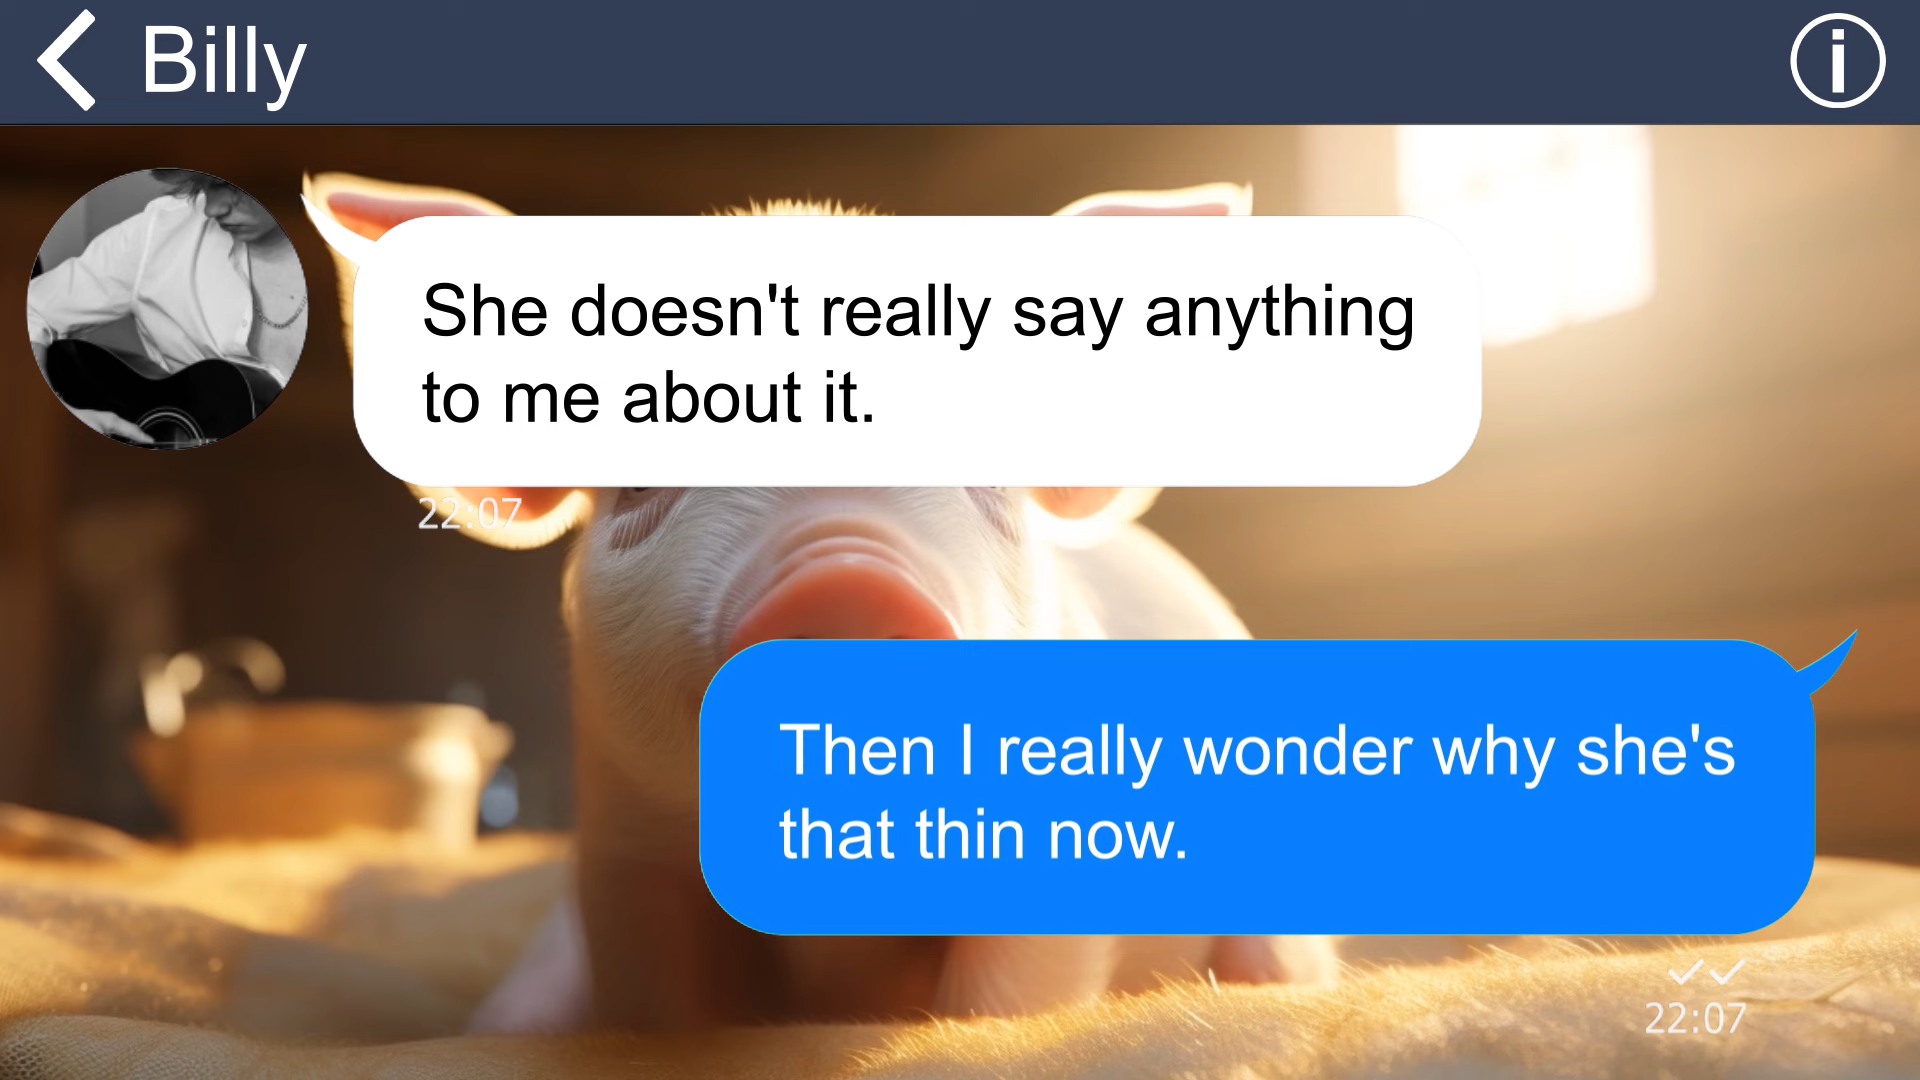 Billy
She doesn't really say anything
to me about it.
22:07
Then I really wonder why she's
that thin now.
22:07